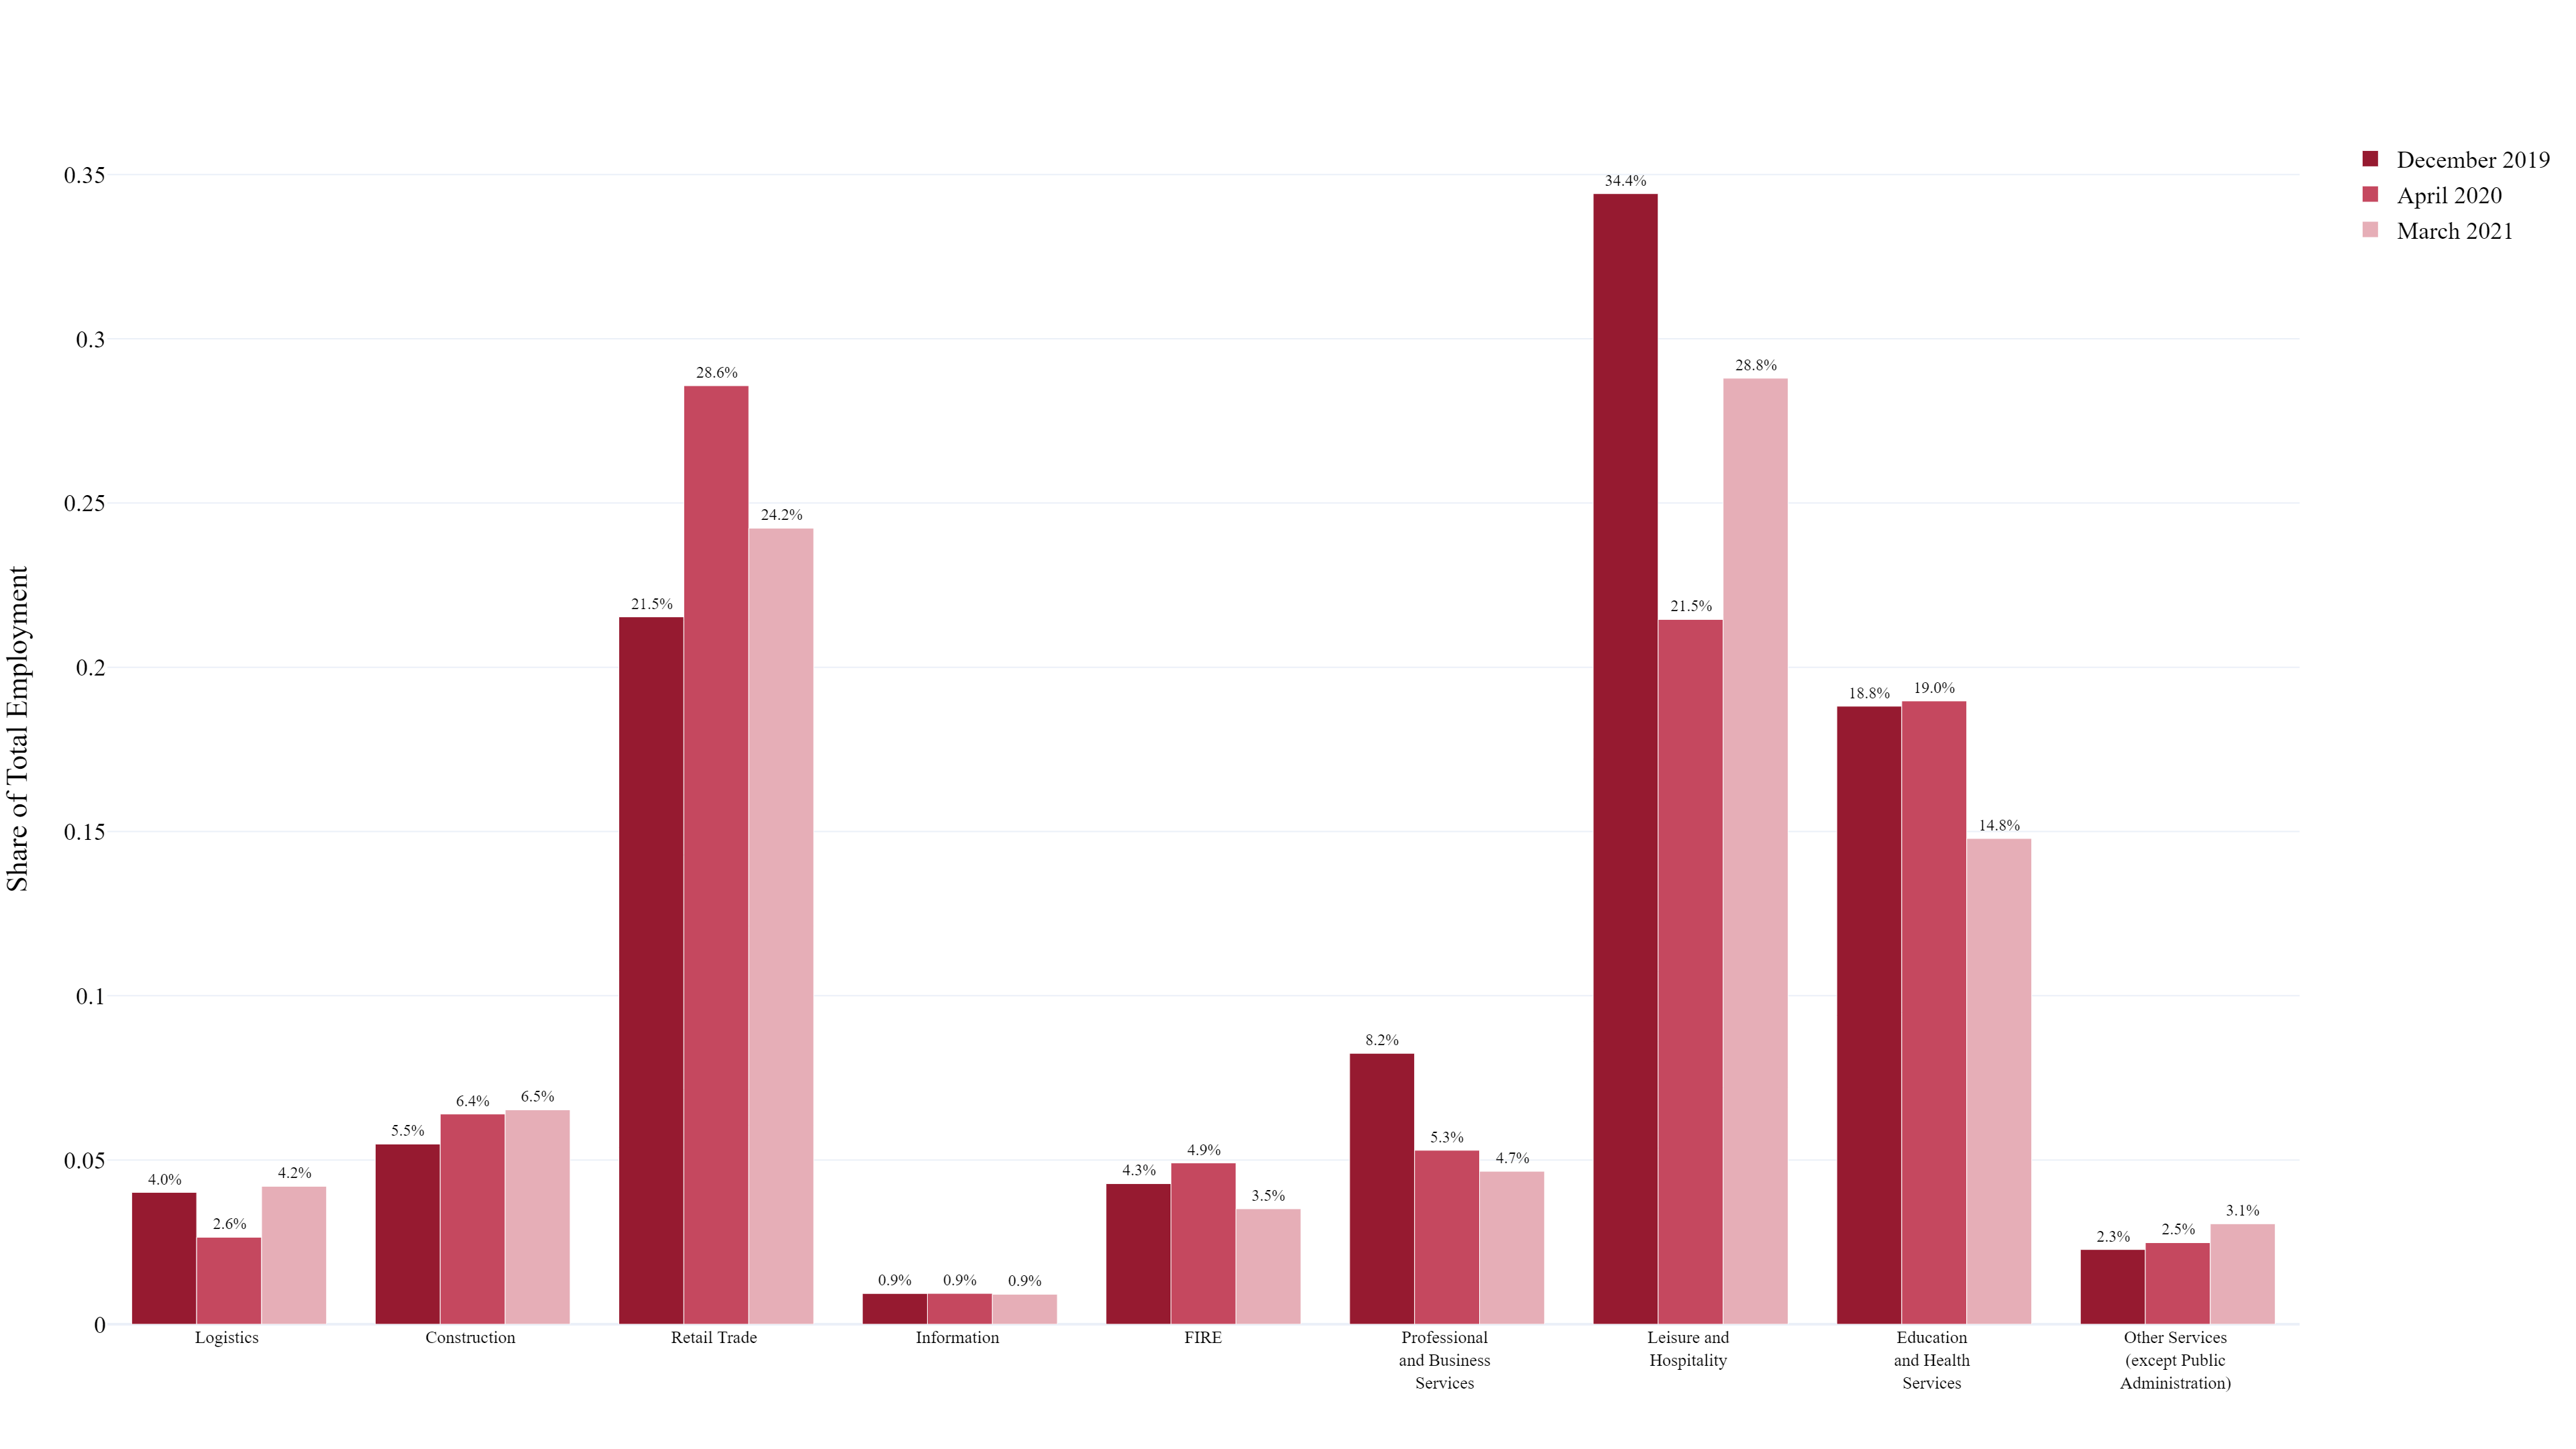 December 2019
April 2020
March 2021
Share of Total Employment
0.35
0.3
0.25
0.2
0.15
0.1
0.05
0
4.0%
2.6%
4.2%
5.5%
6.4%
6.5%
21.5%
28.6%
24.2%
0.9%
0.9%
0.9%
4.3%
4.9%
3.5%
8.2%
5.3%
4.7%
34.4%
21.5%
28.8%
18.8%
19.0%
14.8%
2.3%
2.5%
3.1%
Logistics
Construction
Retail Trade
Information
FIRE
Professional
and Business
Services
Leisure and
Hospitality
Education
and Health
Services
Other Services
(except Public
Administration)